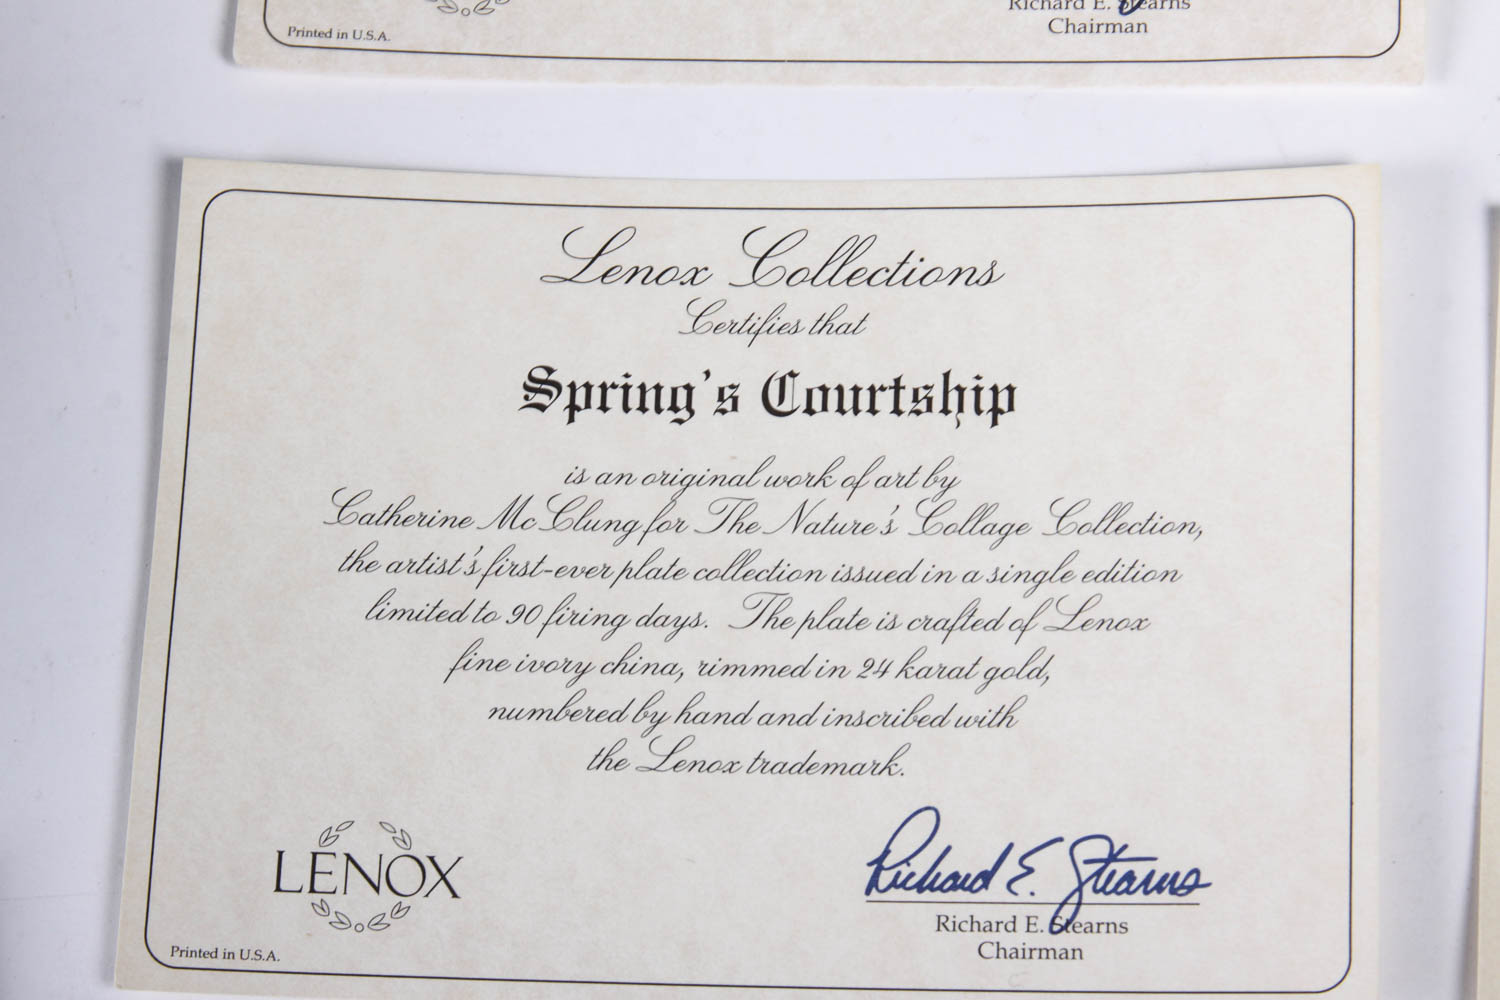 Richard E. Stearns
Printed in U.S.A.
Chairman
Lenox Collections
Certifies that
Spring's Courtship
is an original work of art by
Catherine McClung for The Nature's Collage Collection,
the artist's first-ever plate collection issued in a single edition
limited to 90 firing days. The plate is crafted of Lenox
fine ivory china, rimmed in 24 karat gold,
numbered by hand and inscribed with
the Lenox trademark.
LENOX
Richard E. Stearns
Richard E. Stearns
Chairman
Printed in U.S.A.